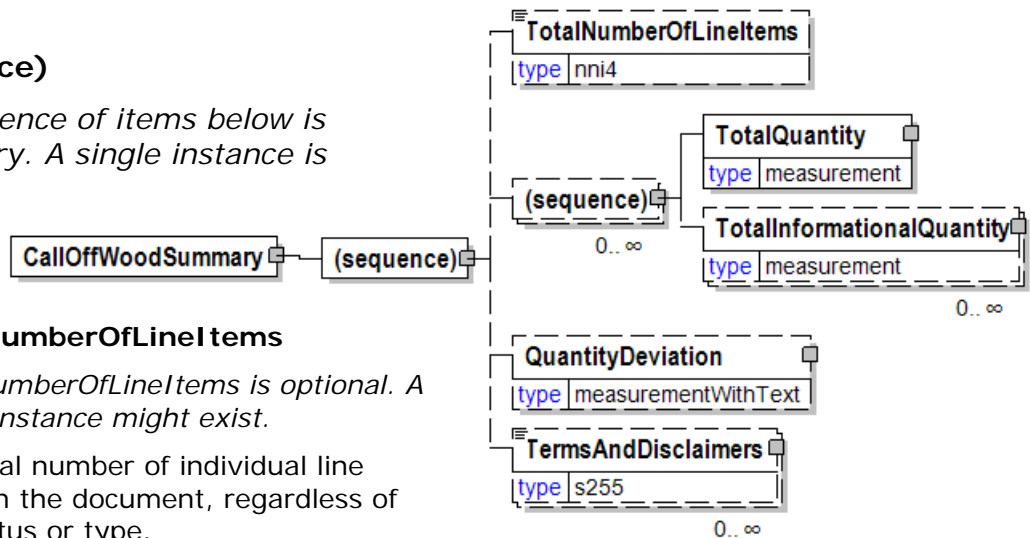 ce)
ence of items below is
ry. A single instance is
umberOfLineItems
umberOfLineItems is optional. A
nstance might exist.
al number of individual line
n the document, regardless of
tus or type.
CallOffWoodSummary
(sequence)
TotalNumberOfLineItems
type nni4
(sequence)
0.. ∞
TotalQuantity
type measurement
TotalInformationalQuantity
type measurement
0.. ∞
QuantityDeviation
type measurementWithText
TermsAndDisclaimers
type s255
0.. ∞